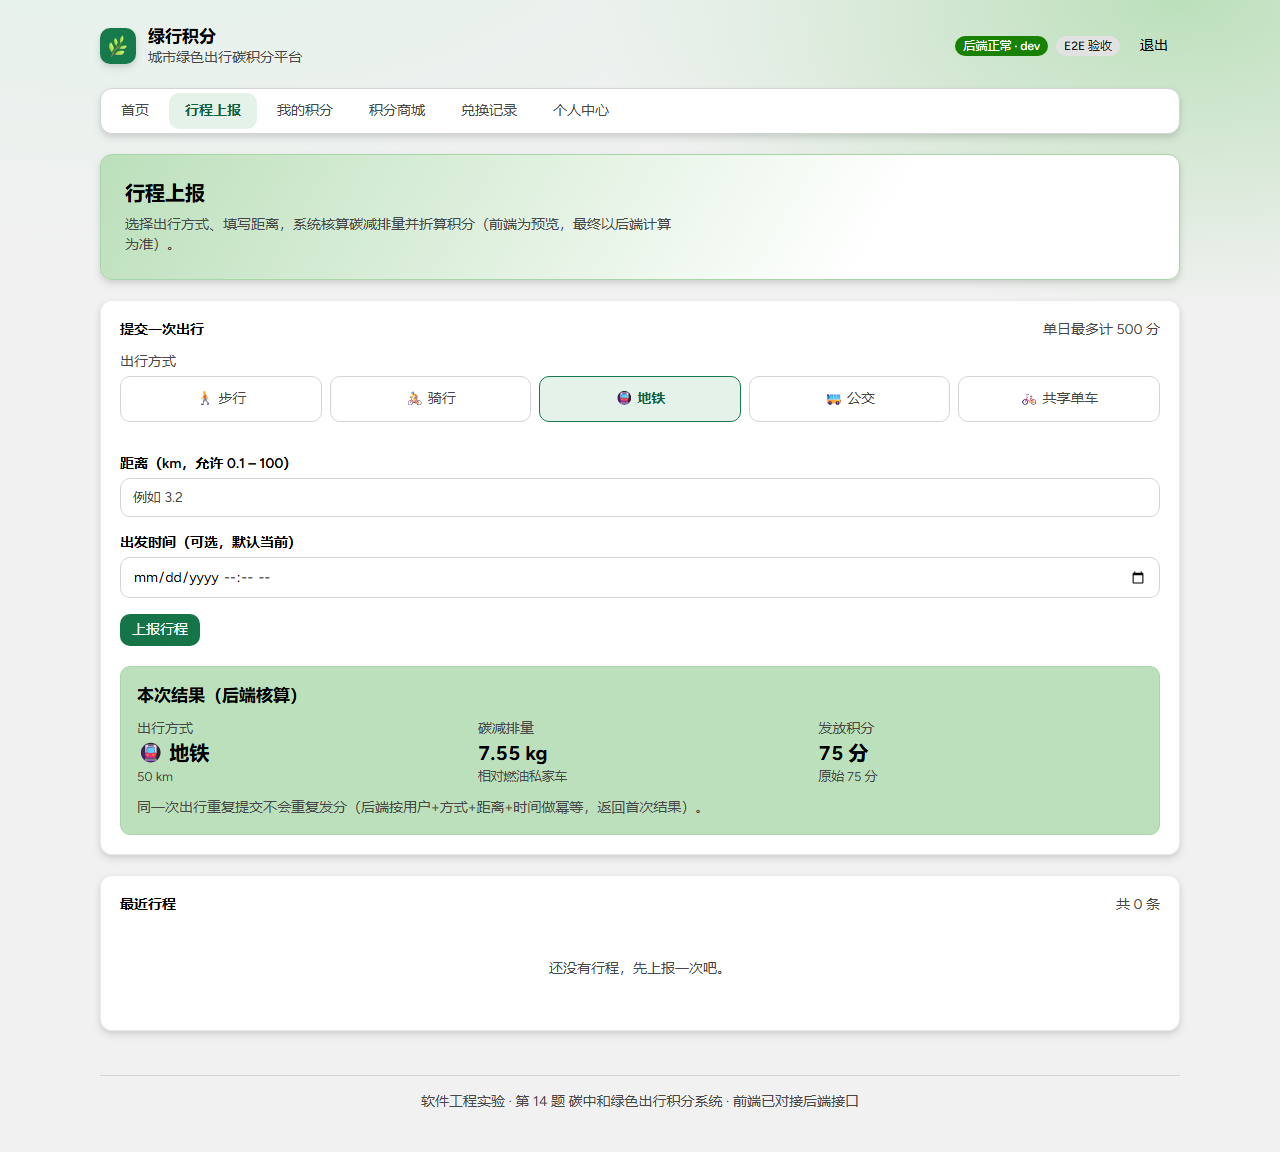 绿行积分
城市绿色出行碳积分平台
后端正常 · dev
E2E 验收
退出
首页
行程上报
我的积分
积分商城
兑换记录
个人中心
行程上报
选择出行方式、填写距离，系统核算碳减排量并折算积分（前端为预览，最终以后端计算
为准）。
提交一次出行
单日最多计 500 分
出行方式
步行
骑行
地铁
公交
共享单车
距离（km，允许 0.1 – 100）
例如 3.2
出发时间（可选，默认当前）
mm/dd/yyyy --:-- --
上报行程
本次结果（后端核算）
出行方式
碳减排量
发放积分
地铁
7.55 kg
75 分
50 km
相对燃油私家车
原始 75 分
同一次出行重复提交不会重复发分（后端按用户+方式+距离+时间做幂等，返回首次结果）。
最近行程
共 0 条
还没有行程，先上报一次吧。
软件工程实验 · 第 14 题 碳中和绿色出行积分系统 · 前端已对接后端接口